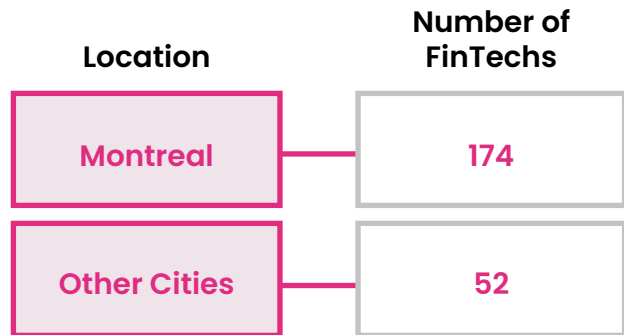 Location
Number of
FinTechs
Montreal
174
Other Cities
52